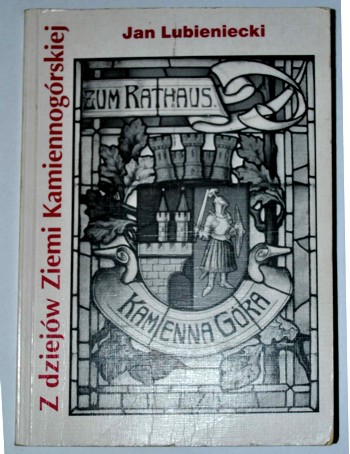 Jan Lubieniecki
Z dziejów Ziemi Kamiennogórskiej
ZUM RATHAUS.
KAMIENNA GÓRA